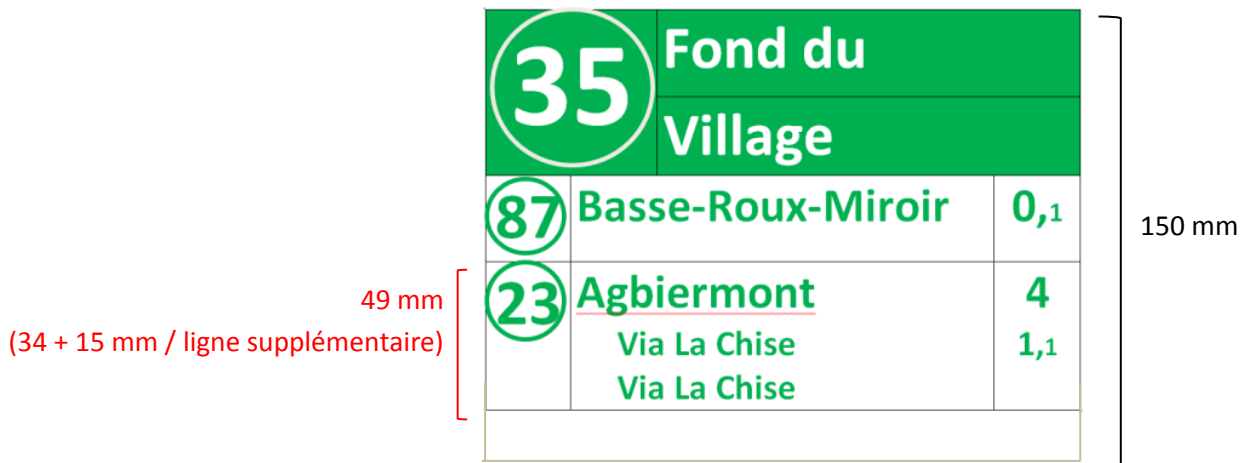 35 Fond du
Village
87 Basse-Roux-Miroir 0,1
150 mm
49 mm
(34 + 15 mm / ligne supplémentaire)
23 Agbiermont 4
Via La Chise 1,1
Via La Chise